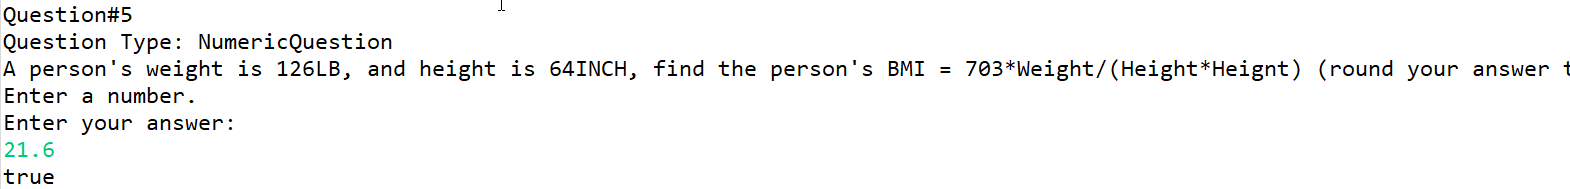 Question#5
Question Type: NumericQuestion
A person's weight is 126LB, and height is 64INCH, find the person's BMI = 703*Weight/(Height*Heignt) (round your answer t
Enter a number.
Enter your answer:
21.6
true